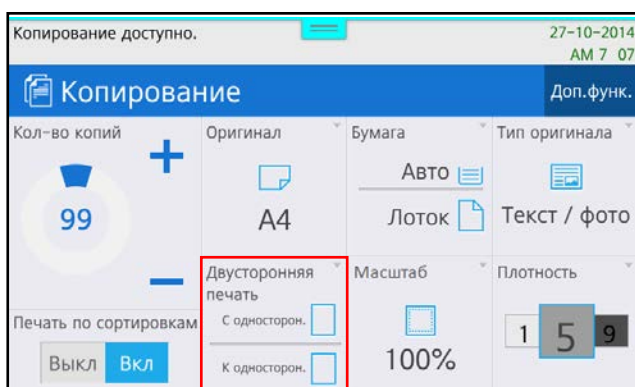 Копирование доступно.
27-10-2014
AM 7 07
Копирование
Доп.функ.
Кол-во копий
99
Оригинал
A4
Бумага
Авто
Лоток
Тип оригинала
Текст / фото
Печать по сортировкам
Выкл Вкл
Двусторонняя
печать
С односторон.
К односторон.
Масштаб
100%
Плотность
1 5 9